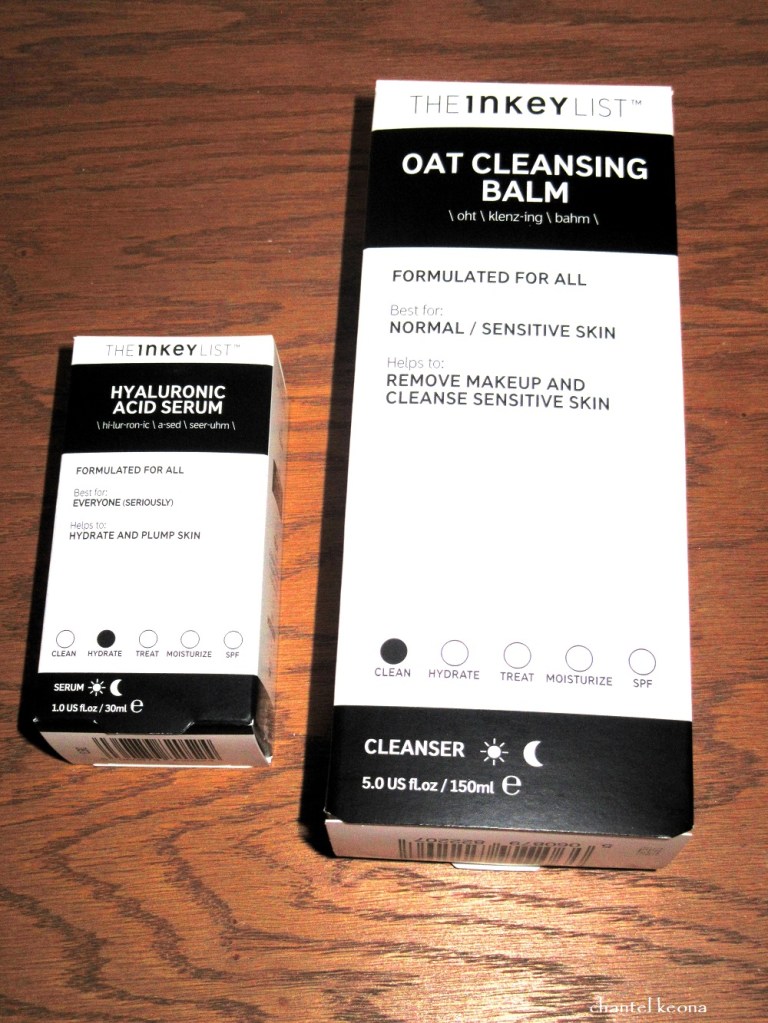 THE INKEY LIST™
HYALURONIC
ACID SERUM
\ hi-lur-ron-ic \ a-sed \ seer-uhm \
FORMULATED FOR ALL
Best for:
EVERYONE (SERIOUSLY)
Helps to:
HYDRATE AND PLUMP SKIN
CLEAN HYDRATE TREAT MOISTURIZE SPF
SERUM
1.0 US fl.oz / 30ml e
THE INKEY LIST™
OAT CLEANSING
BALM
\ oht \ klenz-ing \ bahm \
FORMULATED FOR ALL
Best for:
NORMAL / SENSITIVE SKIN
Helps to:
REMOVE MAKEUP AND
CLEANSE SENSITIVE SKIN
CLEAN HYDRATE TREAT MOISTURIZE SPF
CLEANSER
5.0 US fl.oz / 150ml e
chantel keona